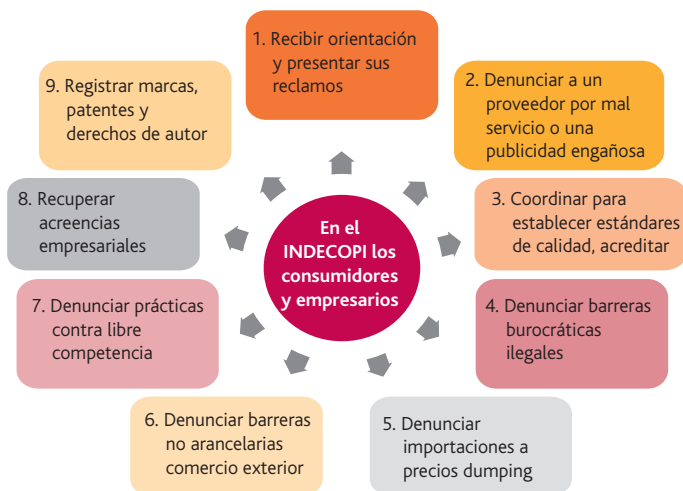 En el
INDECOPI los
consumidores
y empresarios
1. Recibir orientación
y presentar sus
reclamos
2. Denunciar a un
proveedor por mal
servicio o una
publicidad engañosa
3. Coordinar para
establecer estándares
de calidad, acreditar
4. Denunciar barreras
burocráticas
ilegales
5. Denunciar
importaciones a
precios dumping
6. Denunciar barreras
no arancelarias
comercio exterior
7. Denunciar prácticas
contra libre
competencia
8. Recuperar
acreencias
empresariales
9. Registrar marcas,
patentes y
derechos de autor